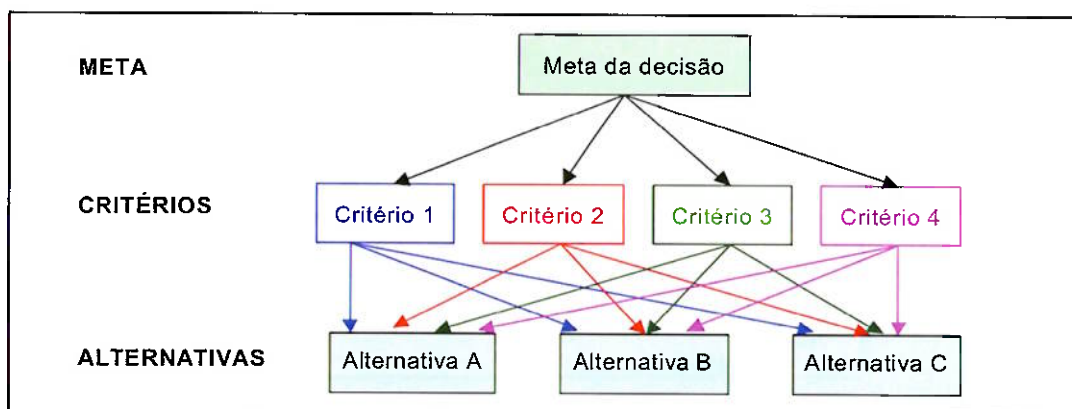 META
Meta da decisão
CRITÉRIOS
Critério 1
Critério 2
Critério 3
Critério 4
ALTERNATIVAS
Alternativa A
Alternativa B
Alternativa C